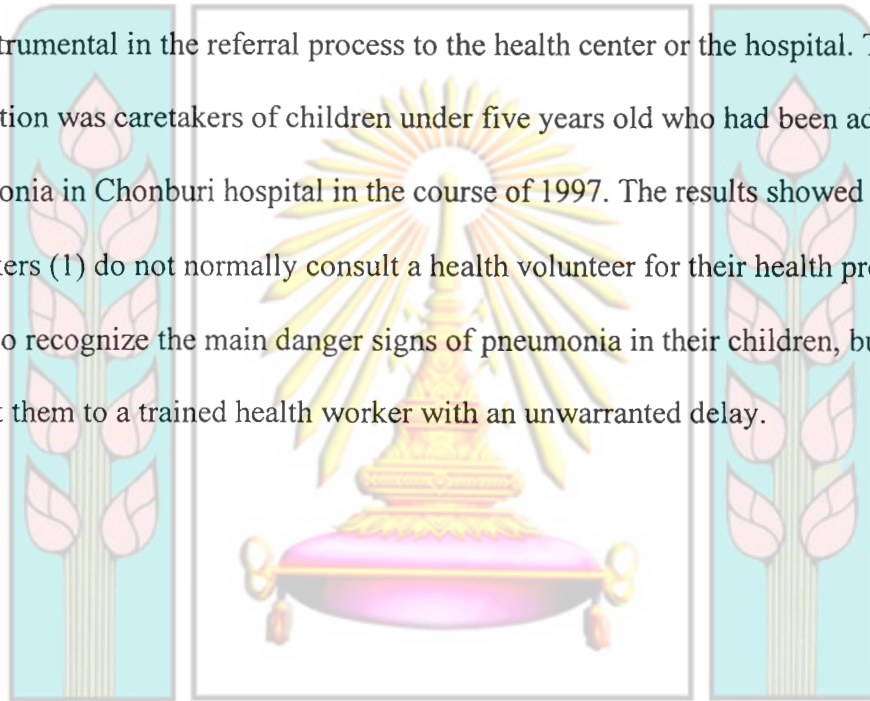 trumental in the referral process to the health center or the hospital.
tion was caretakers of children under five years old who had been ad
onia in Chonburi hospital in the course of 1997. The results showed
ers (1) do not normally consult a health volunteer for their health pro
o recognize the main danger signs of pneumonia in their children, bu
t them to a trained health worker with an unwarranted delay.